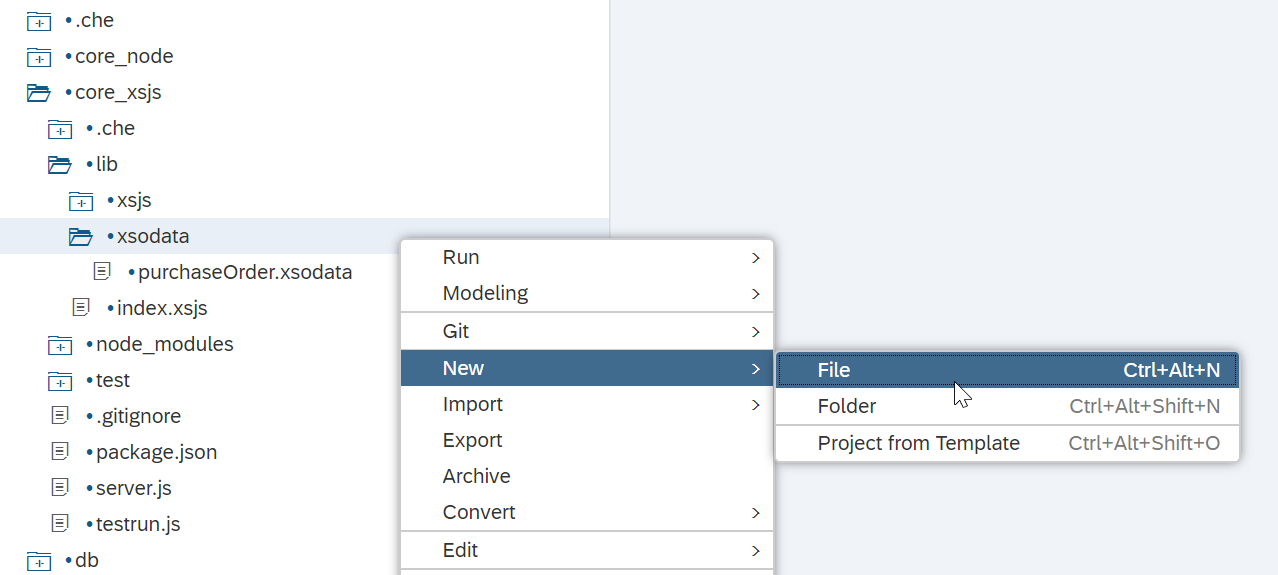 .che
core_node
core_xsjs
.che
lib
xsjs
xsodata
purchaseOrder.xsodata
index.xsjs
node_modules
test
.gitignore
package.json
server.js
testrun.js
db
Run
Modeling
Git
New
Import
Export
Archive
Convert
Edit
File Ctrl+Alt+N
Folder Ctrl+Alt+Shift+N
Project from Template Ctrl+Alt+Shift+O